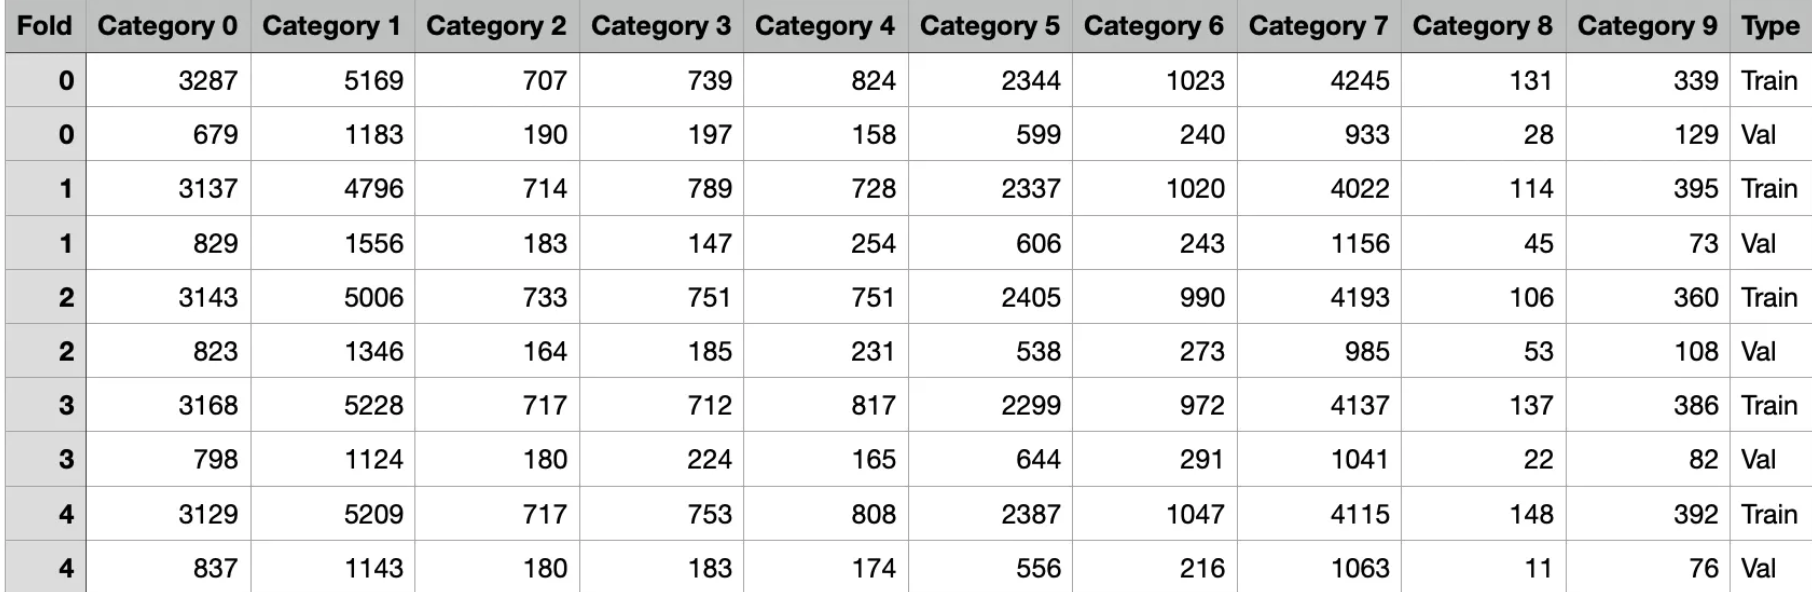 Fold Category 0 Category 1 Category 2 Category 3 Category 4 Category 5 Category 6 Category 7 Category 8 Category 9 Type
0 3287 5169 707 739 824 2344 1023 4245 131 339 Train
0 679 1183 190 197 158 599 240 933 28 129 Val
1 3137 4796 714 789 728 2337 1020 4022 114 395 Train
1 829 1556 183 147 254 606 243 1156 45 73 Val
2 3143 5006 733 751 751 2405 990 4193 106 360 Train
2 823 1346 164 185 231 538 273 985 53 108 Val
3 3168 5228 717 712 817 2299 972 4137 137 386 Train
3 798 1124 180 224 165 644 291 1041 22 82 Val
4 3129 5209 717 753 808 2387 1047 4115 148 392 Train
4 837 1143 180 183 174 556 216 1063 11 76 Val